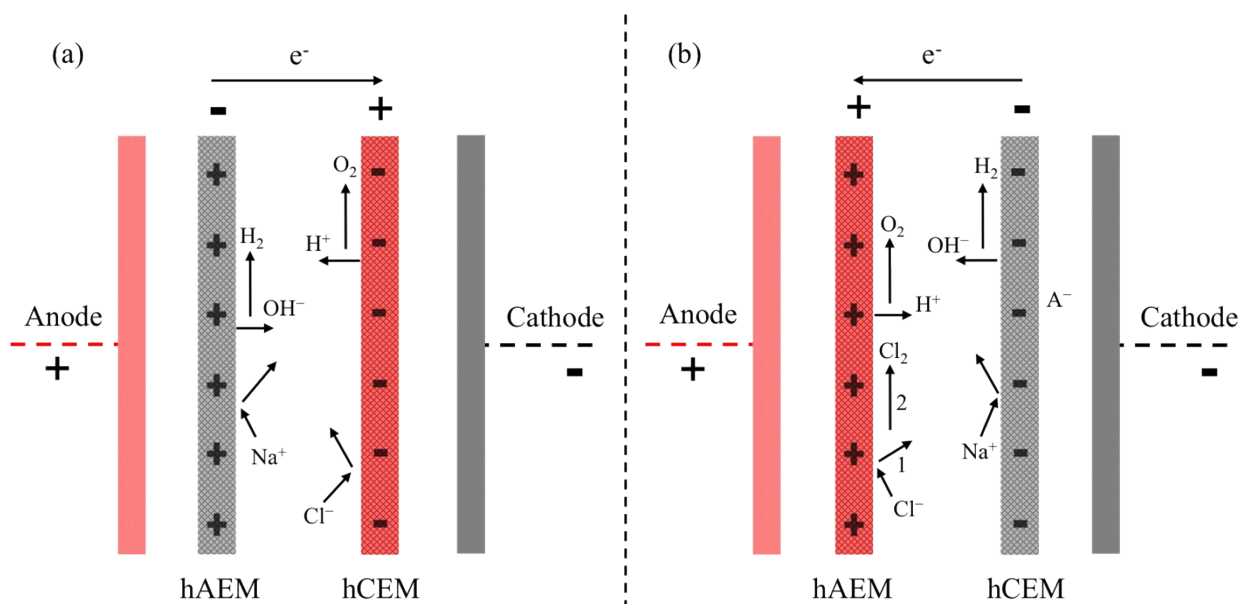 (a)
e⁻
- +
O₂
H₂
H⁺
OH⁻
Anode
+
Cathode
-
Na⁺
Cl⁻
hAEM
hCEM
(b)
e⁻
+ -
H₂
O₂
OH⁻
H⁺
A⁻
Anode
+
Cathode
-
Cl₂
2
Na⁺
1
Cl⁻
hAEM
hCEM